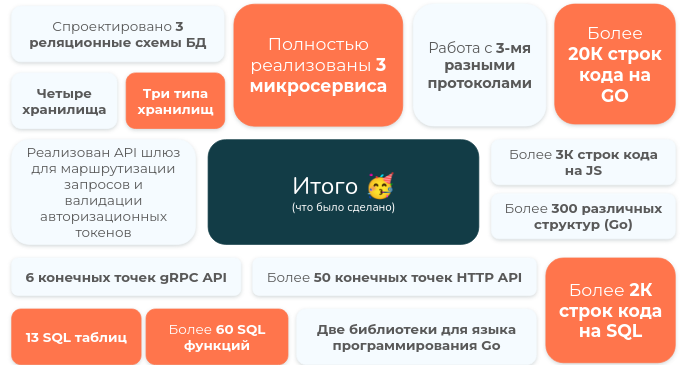 Спроектировано 3
реляционные схемы БД
Полностью
реализованы 3
микросервиса
Работа с 3-мя
разными
протоколами
Более
20К строк
кода на
GO
Четыре
хранилища
Три типа
хранилищ
Реализован API шлюз
для маршрутизации
запросов и
валидации
авторизационных
токенов
Итого 🥳
(что было сделано)
Более 3К строк кода
на JS
Более 300 различных
структур (Go)
6 конечных точек gRPC API
Более 50 конечных точек HTTP API
Более 2К
строк кода
на SQL
13 SQL таблиц
Более 60 SQL
функций
Две библиотеки для языка
программирования Go